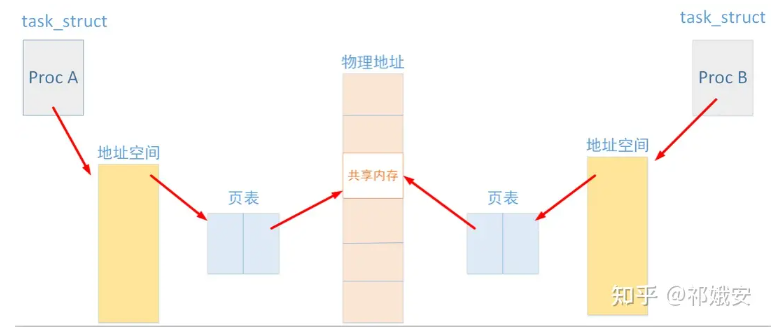 task_struct
task_struct
Proc A
物理地址
Proc B
地址空间
地址空间
共享内存
页表
页表
知乎 @祁娥安